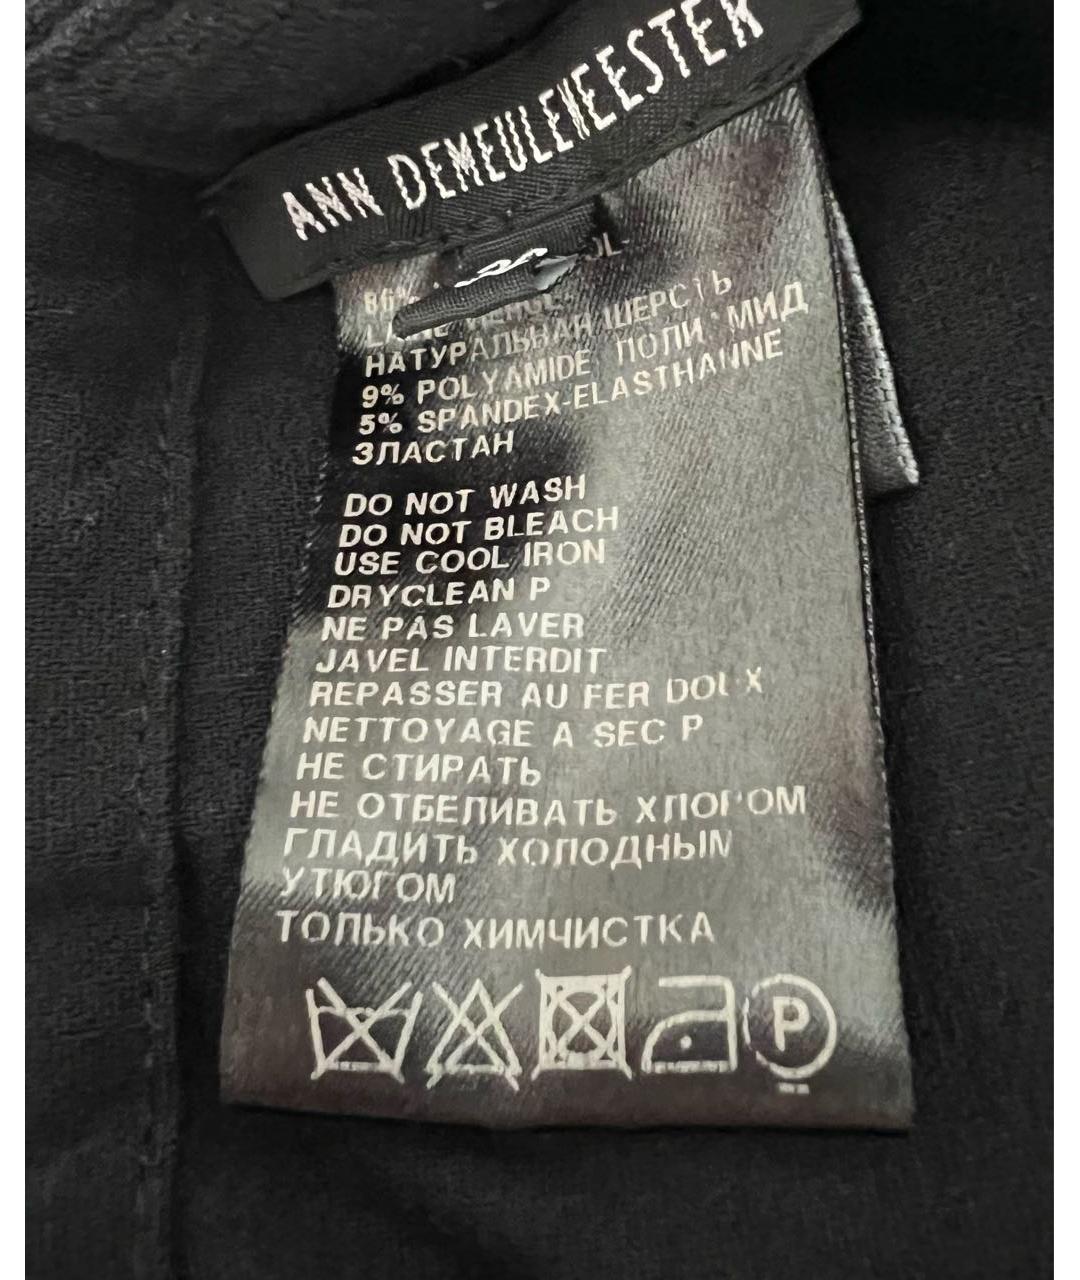 ANN DEMEULEMEESTER
86%
НАТУРАЛЬНАЯ ШЕРСТЬ
9% POLYAMIDE ПОЛИ МИД
5% SPANDEX-ELASTHANNE
ЭЛАСТАН
DO NOT WASH
DO NOT BLEACH
USE COOL IRON
DRYCLEAN P
NE PAS LAVER
JAVEL INTERDIT
REPASSER AU FER DOUX
NETTOYAGE A SEC P
НЕ СТИРАТЬ
НЕ ОТБЕЛИВАТЬ ХЛОРОМ
ГЛАДИТЬ ХОЛОДНЫМ
УТЮГОМ
ТОЛЬКО ХИМЧИСТКА
P